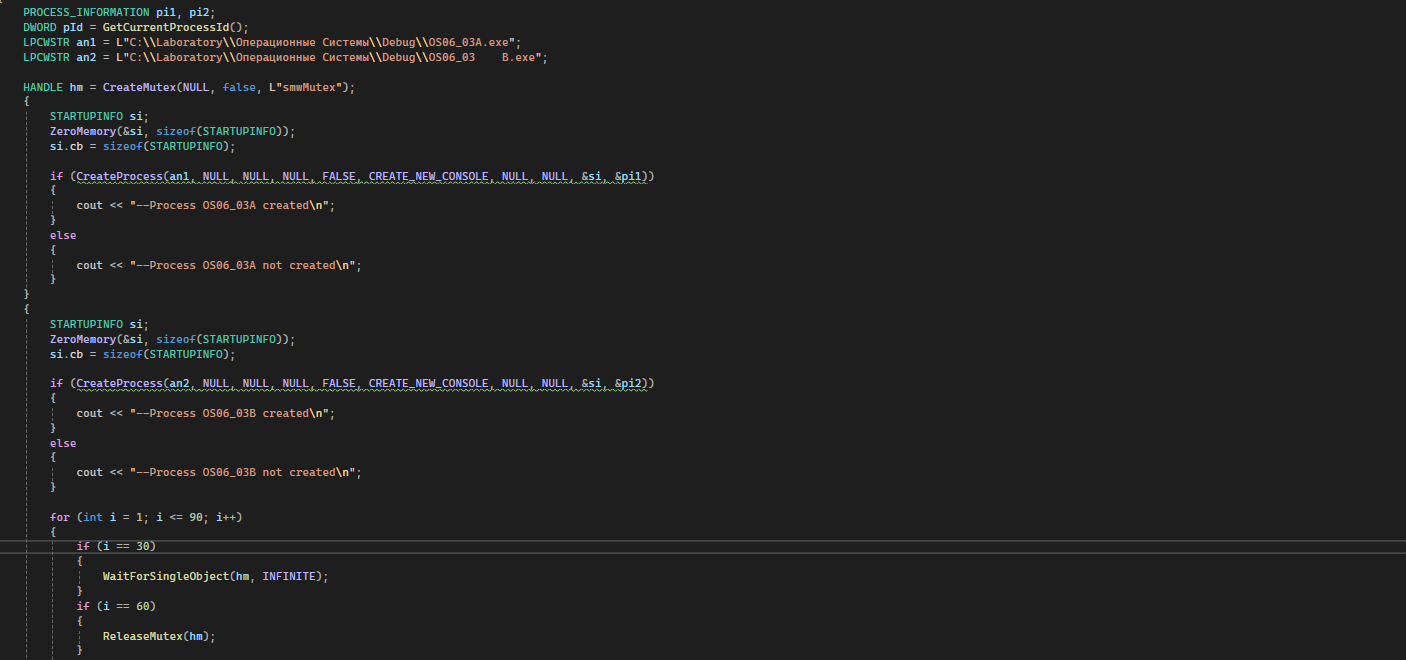 PROCESS_INFORMATION pi1, pi2;
DWORD pId = GetCurrentProcessId();
LPCWSTR an1 = L"C:\\Laboratory\\Операционные Системы\\Debug\\OS06_03A.exe";
LPCWSTR an2 = L"C:\\Laboratory\\Операционные Системы\\Debug\\OS06_03    B.exe";
HANDLE hm = CreateMutex(NULL, false, L"smwMutex");
{
STARTUPINFO si;
ZeroMemory(&si, sizeof(STARTUPINFO));
si.cb = sizeof(STARTUPINFO);
if (CreateProcess(an1, NULL, NULL, NULL, FALSE, CREATE_NEW_CONSOLE, NULL, NULL, &si, &pi1))
{
cout << "--Process OS06_03A created\n";
}
else
{
cout << "--Process OS06_03A not created\n";
}
}
{
STARTUPINFO si;
ZeroMemory(&si, sizeof(STARTUPINFO));
si.cb = sizeof(STARTUPINFO);
if (CreateProcess(an2, NULL, NULL, NULL, FALSE, CREATE_NEW_CONSOLE, NULL, NULL, &si, &pi2))
{
cout << "--Process OS06_03B created\n";
}
else
{
cout << "--Process OS06_03B not created\n";
}
for (int i = 1; i <= 90; i++)
{
if (i == 30)
{
WaitForSingleObject(hm, INFINITE);
}
if (i == 60)
{
ReleaseMutex(hm);
}